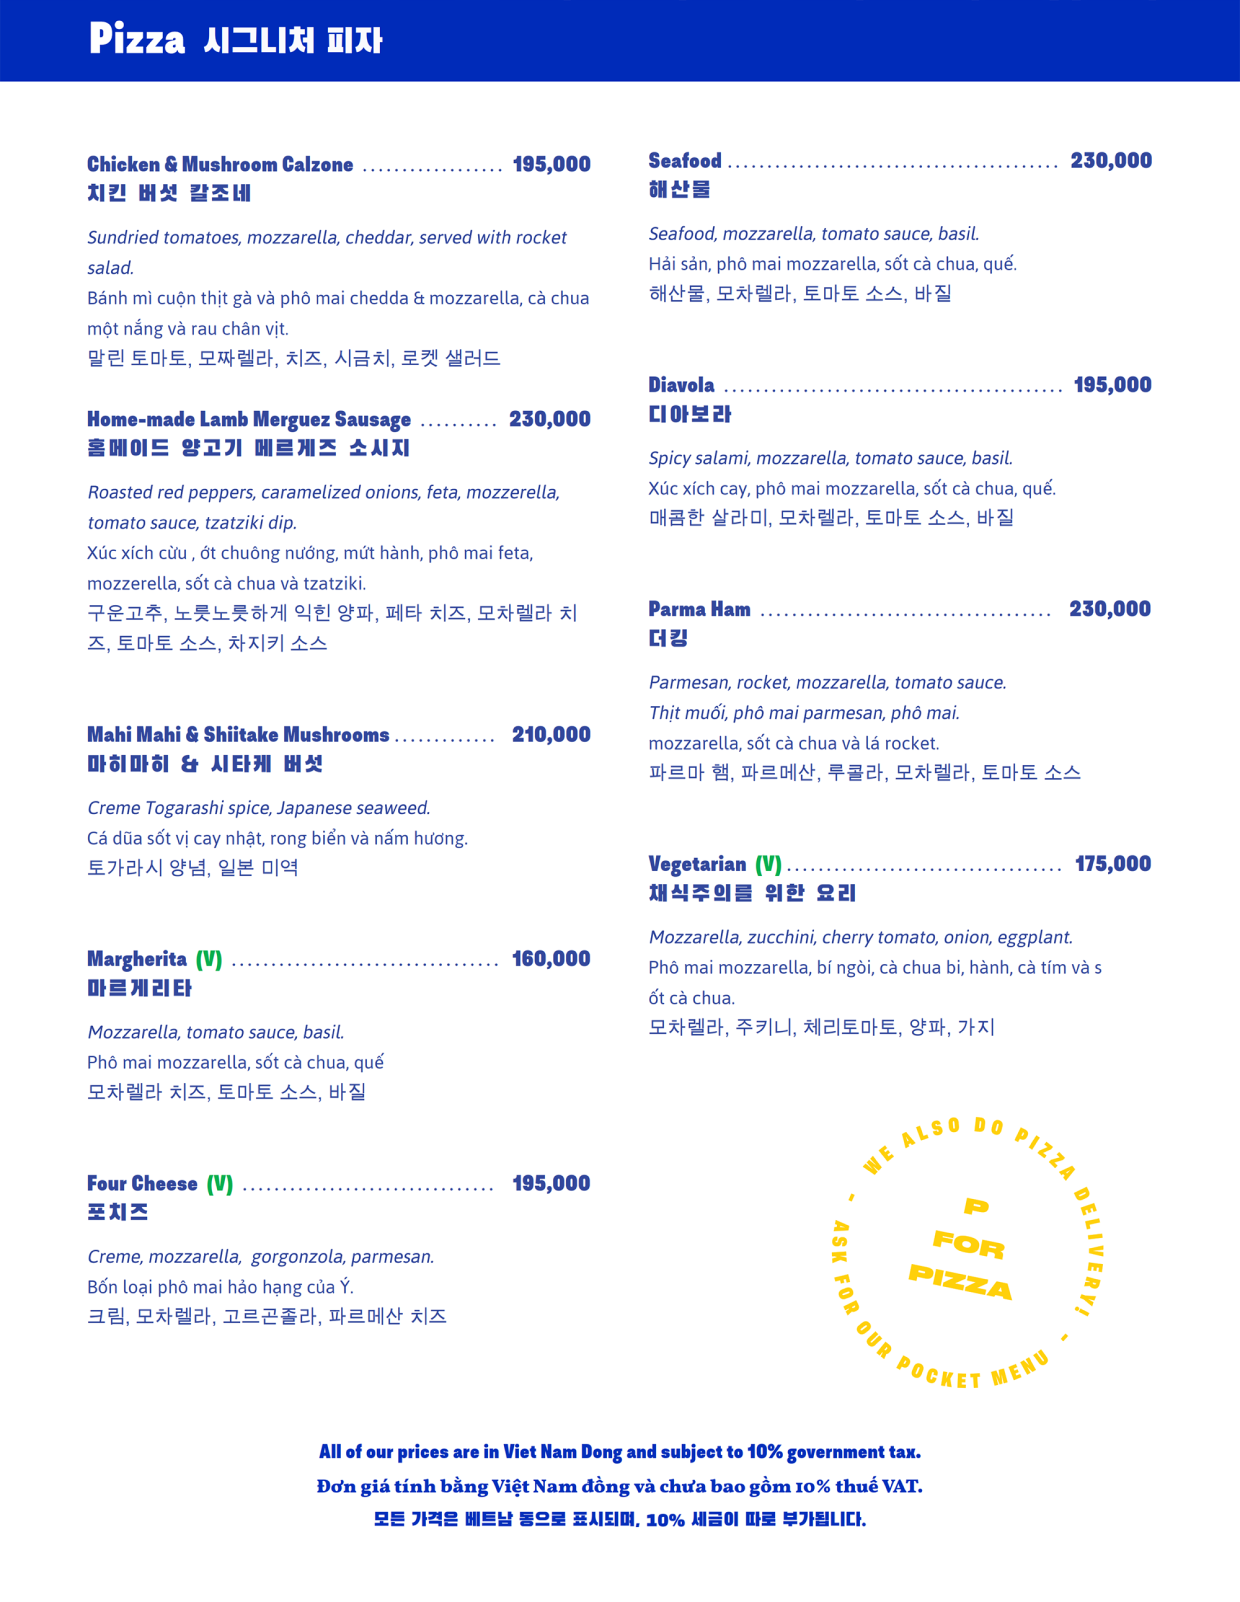 Pizza 시그니처 피자
Chicken & Mushroom Calzone .................. 195,000
치킨 버섯 칼조네
Sundried tomatoes, mozzarella, cheddar, served with rocket
salad.
Bánh mì cuộn thịt gà và phô mai chedda & mozzarella, cà chua
một nắng và rau chân vịt.
말린 토마토, 모짜렐라, 치즈, 시금치, 로켓 샐러드
Home-made Lamb Merguez Sausage .......... 230,000
홈메이드 양고기 메르게즈 소시지
Roasted red peppers, caramelized onions, feta, mozzerella,
tomato sauce, tzatziki dip.
Xúc xích cừu , ớt chuông nướng, mứt hành, phô mai feta,
mozzerella, sốt cà chua và tzatziki.
구운고추, 노릇노릇하게 익힌 양파, 페타 치즈, 모차렐라 치
즈, 토마토 소스, 차지키 소스
Mahi Mahi & Shiitake Mushrooms ............. 210,000
마히마히 & 시타케 버섯
Creme Togarashi spice, Japanese seaweed.
Cá dũa sốt vị cay nhật, rong biển và nấm hương.
토가라시 양념, 일본 미역
Margherita (V) .................................. 160,000
마르게리타
Mozzarella, tomato sauce, basil.
Phô mai mozzarella, sốt cà chua, quế
모차렐라 치즈, 토마토 소스, 바질
Four Cheese (V) ................................ 195,000
포치즈
Creme, mozzarella, gorgonzola, parmesan.
Bốn loại phô mai hảo hạng của Ý.
크림, 모차렐라, 고르곤졸라, 파르메산 치즈
Seafood .......................................... 230,000
해산물
Seafood, mozzarella, tomato sauce, basil.
Hải sản, phô mai mozzarella, sốt cà chua, quế.
해산물, 모차렐라, 토마토 소스, 바질
Diavola ........................................... 195,000
디아보라
Spicy salami, mozzarella, tomato sauce, basil.
Xúc xích cay, phô mai mozzarella, sốt cà chua, quế.
매콤한 살라미, 모차렐라, 토마토 소스, 바질
Parma Ham ..................................... 230,000
더킹
Parmesan, rocket, mozzarella, tomato sauce.
Thịt muối, phô mai parmesan, phô mai.
mozzarella, sốt cà chua và lá rocket.
파르마 햄, 파르메산, 루콜라, 모차렐라, 토마토 소스
Vegetarian (V) ................................... 175,000
채식주의를 위한 요리
Mozzarella, zucchini, cherry tomato, onion, eggplant.
Phô mai mozzarella, bí ngòi, cà chua bi, hành, cà tím và s
ốt cà chua.
모차렐라, 주키니, 체리토마토, 양파, 가지
- WE ALSO DO PIZZA DELIVERY! - ASK FOR OUR POCKET MENU
P
FOR
PIZZA
All of our prices are in Viet Nam Dong and subject to 10% government tax.
Đơn giá tính bằng Việt Nam đồng và chưa bao gồm 10% thuế VAT.
모든 가격은 베트남 동으로 표시되며, 10% 세금이 따로 부가됩니다.